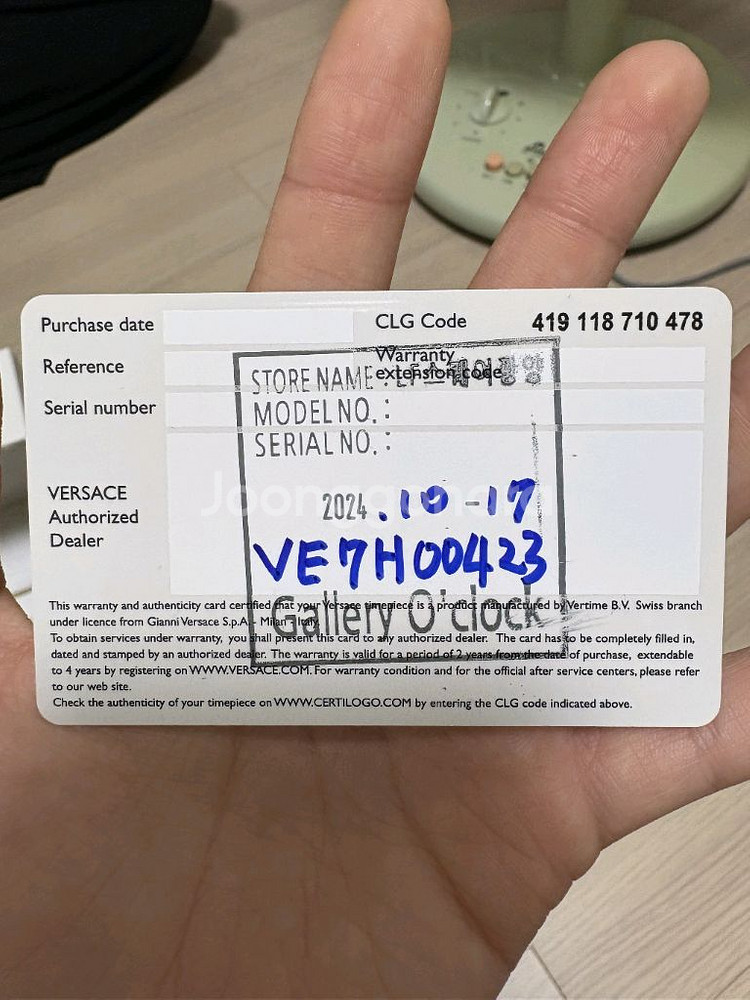 Purchase date
CLG Code 419 118 710 478
Reference
Warranty extension code
Serial number
STORE NAME :
MODEL NO. :
SERIAL NO. :
VERSACE
Authorized
Dealer
2024 . 10 - 17
VE7H00423
Gallery O'clock
This warranty and authenticity card certified that your Versace timepiece is a product manufactured by Vertime B.V. Swiss branch
under licence from Gianni Versace S.p.A. - Milan - Italy.
To obtain services under warranty, you shall present this card to any authorized dealer. The card has to be completely filled in,
dated and stamped by an authorized dealer. The warranty is valid for a period of 2 years from the date of purchase, extendable
to 4 years by registering on WWW.VERSACE.COM. For warranty condition and for the official after service centers, please refer
to our web site.
Check the authenticity of your timepiece on WWW.CERTILOGO.COM by entering the CLG code indicated above.
Joonggonara